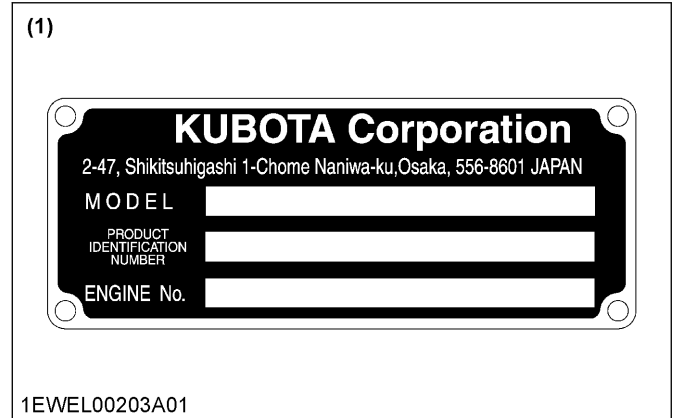 (1)
KUBOTA Corporation
2-47, Shikitsuhigashi 1-Chome Naniwa-ku,Osaka, 556-8601 JAPAN
MODEL
PRODUCT
IDENTIFICATION
NUMBER
ENGINE No.
1EWEL00203A01